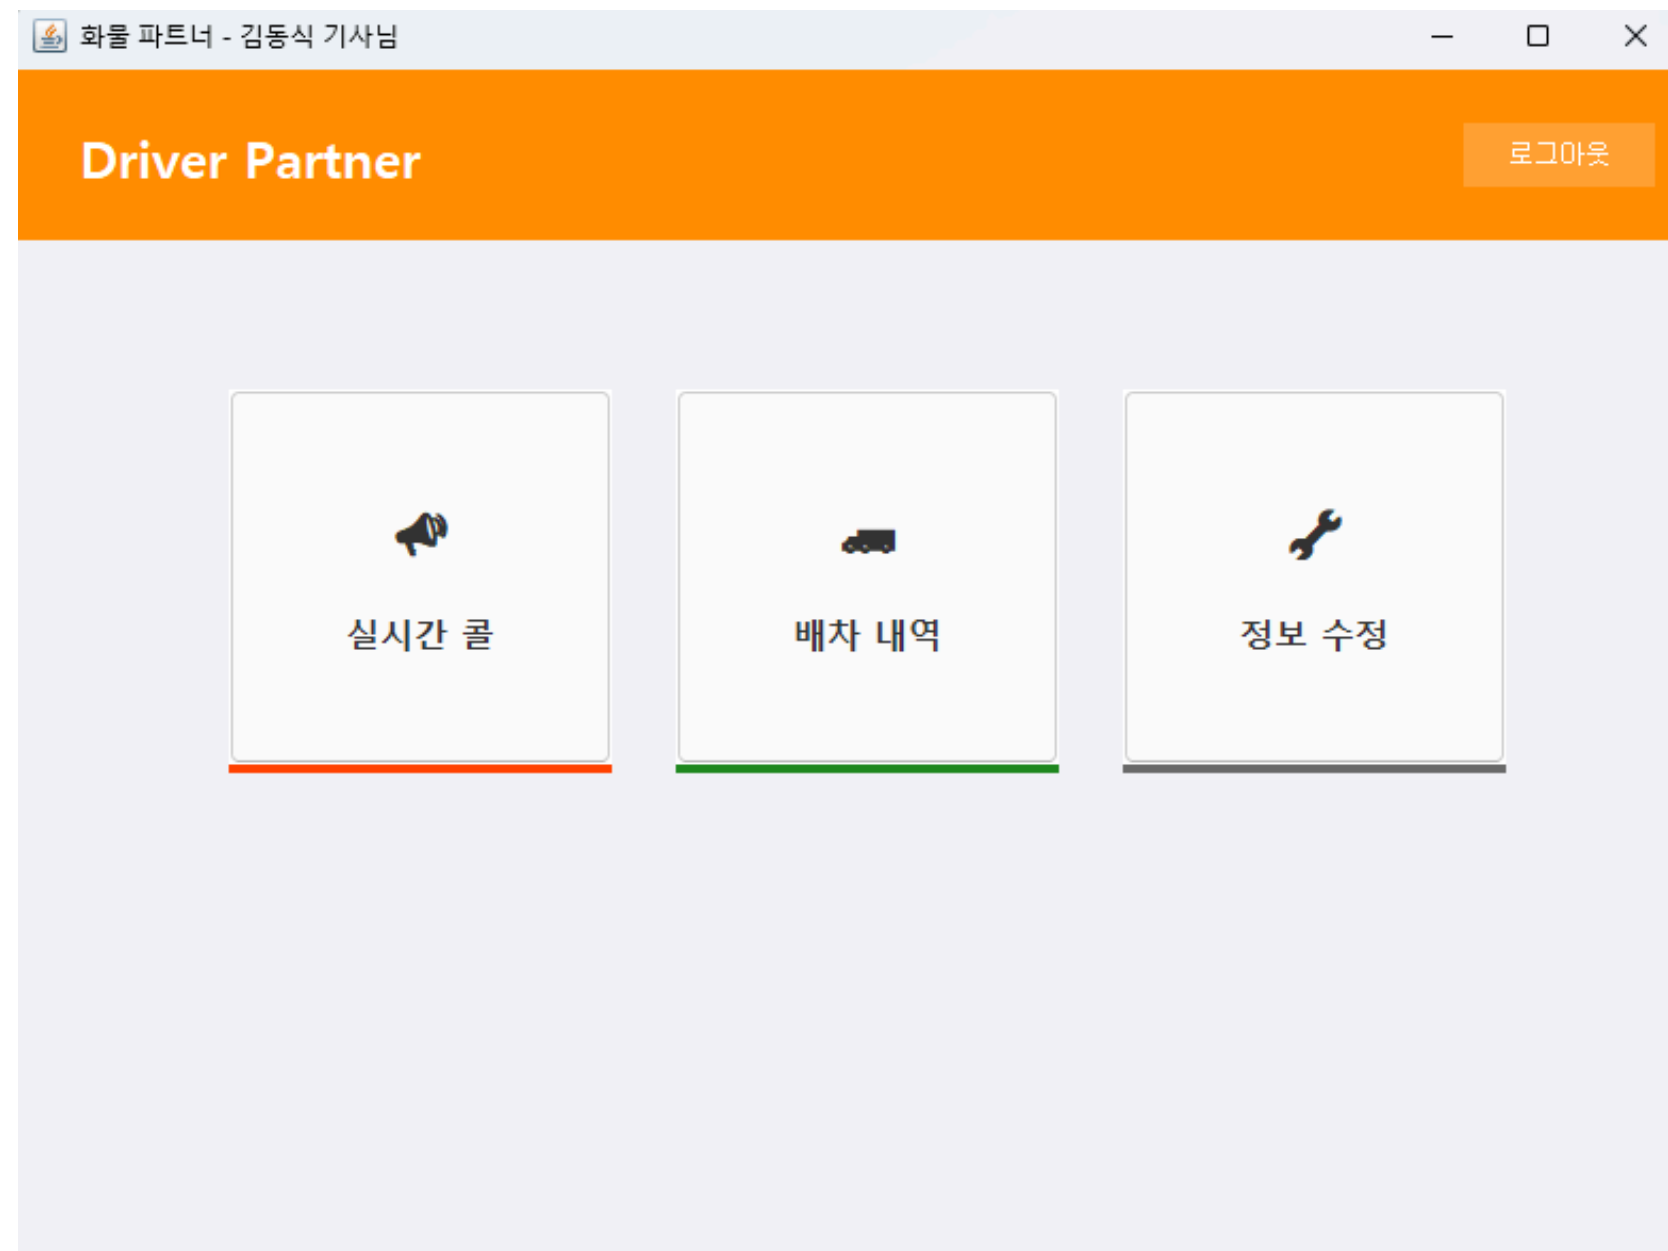 화물 파트너 - 김동식 기사님
Driver Partner
로그아웃
실시간 콜
배차 내역
정보 수정